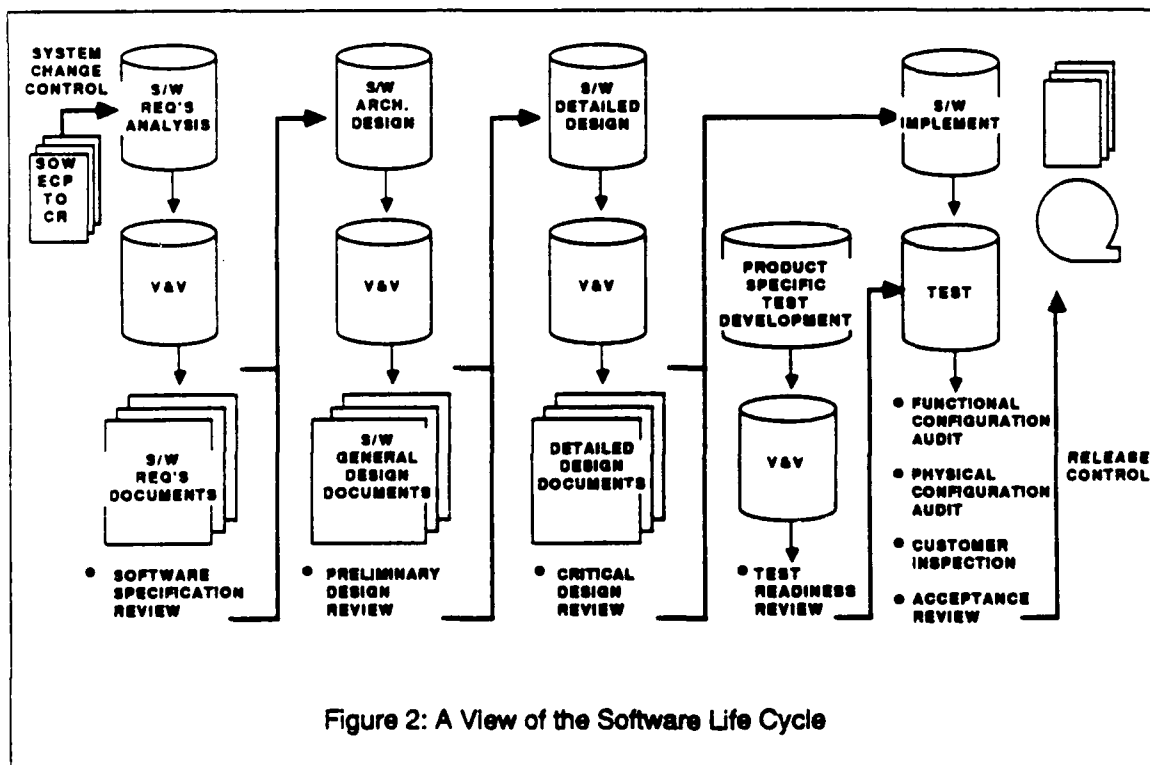 SYSTEM
CHANGE
CONTROL
SOW
ECP
TO
CR
S/W
REQ'S
ANALYSIS
V&V
S/W
REQ'S
DOCUMENTS
● SOFTWARE
SPECIFICATION
REVIEW
S/W
ARCH.
DESIGN
V&V
S/W
GENERAL
DESIGN
DOCUMENTS
● PRELIMINARY
DESIGN
REVIEW
S/W
DETAILED
DESIGN
V&V
DETAILED
DESIGN
DOCUMENTS
● CRITICAL
DESIGN
REVIEW
PRODUCT
SPECIFIC
TEST
DEVELOPMENT
V&V
● TEST
READINESS
REVIEW
S/W
IMPLEMENT
TEST
● FUNCTIONAL
CONFIGURATION
AUDIT
● PHYSICAL
CONFIGURATION
AUDIT
● CUSTOMER
INSPECTION
● ACCEPTANCE
REVIEW
RELEASE
CONTROL
Figure 2: A View of the Software Life Cycle